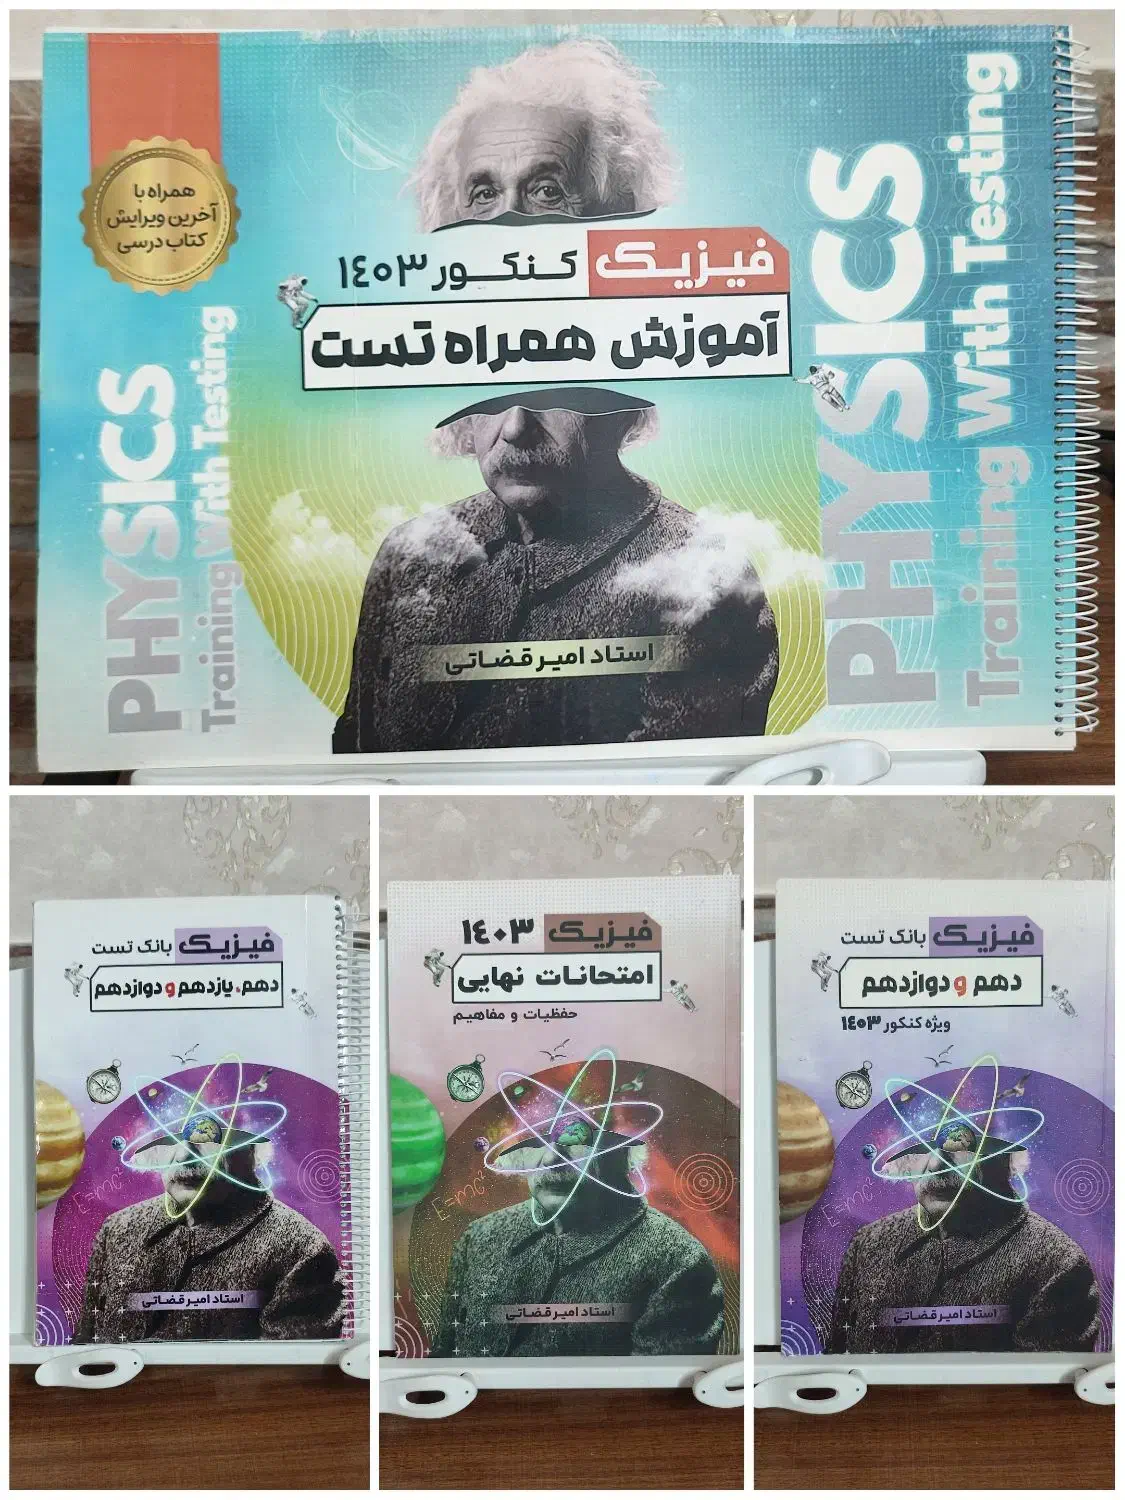 همراه با
آخرین ویرایش
کتاب درسی
فیزیک کنکور ۱۴۰۳
آموزش همراه تست
استاد امیر قضاتی
PHYSICS
Training With Testing
PHYSICS
Training With Testing
فیزیک بانک تست
دهم، یازدهم و دوازدهم
استاد امیر قضاتی
فیزیک ۱۴۰۳
امتحانات نهایی
حفظیات و مفاهیم
E=mc²
استاد امیر قضاتی
فیزیک بانک تست
دهم و دوازدهم
ویژه کنکور ۱۴۰۳
E=mc²
استاد امیر قضاتی